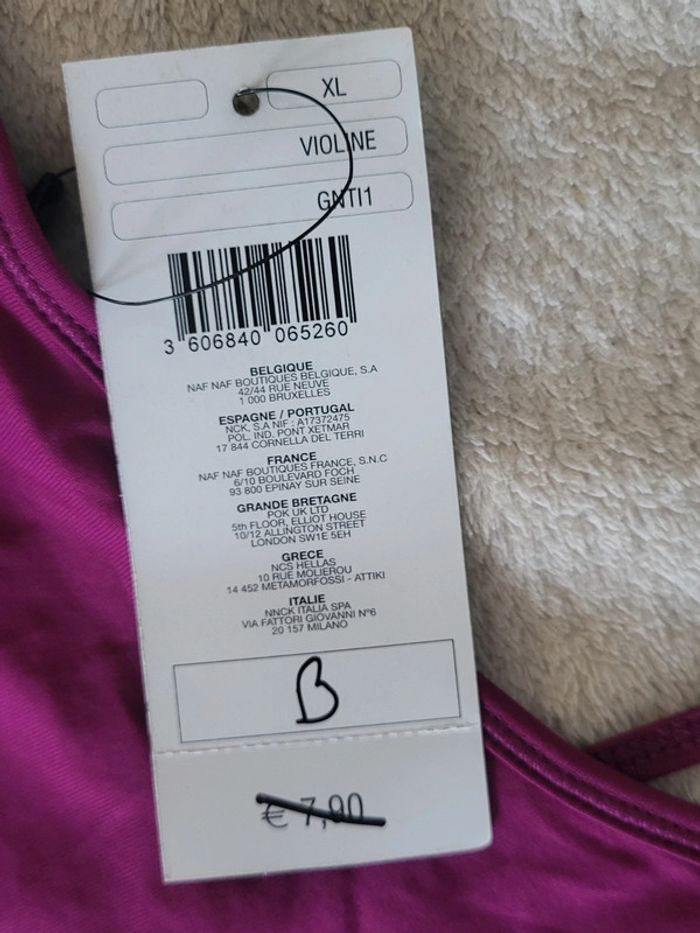 XL
VIOLINE
GNTI1
3 606840 065260
BELGIQUE
NAF NAF BOUTIQUES BELGIQUE, S.A
42/44 RUE NEUVE
1 000 BRUXELLES
ESPAGNE / PORTUGAL
NCK, S.A NIF : A17372475
POL. IND. PONT XETMAR
17 844 CORNELLA DEL TERRI
FRANCE
NAF NAF BOUTIQUES FRANCE, S.N.C
6/10 BOULEVARD FOCH
93 800 EPINAY SUR SEINE
GRANDE BRETAGNE
POK UK LTD
5th FLOOR, ELLIOT HOUSE
10/12 ALLINGTON STREET
LONDON SW1E 5EH
GRECE
NCS HELLAS
10 RUE MOLIEROU
14 452 METAMORFOSSI - ATTIKI
ITALIE
NNCK ITALIA SPA
VIA FATTORI GIOVANNI N°6
20 157 MILANO
B
€ 7,90